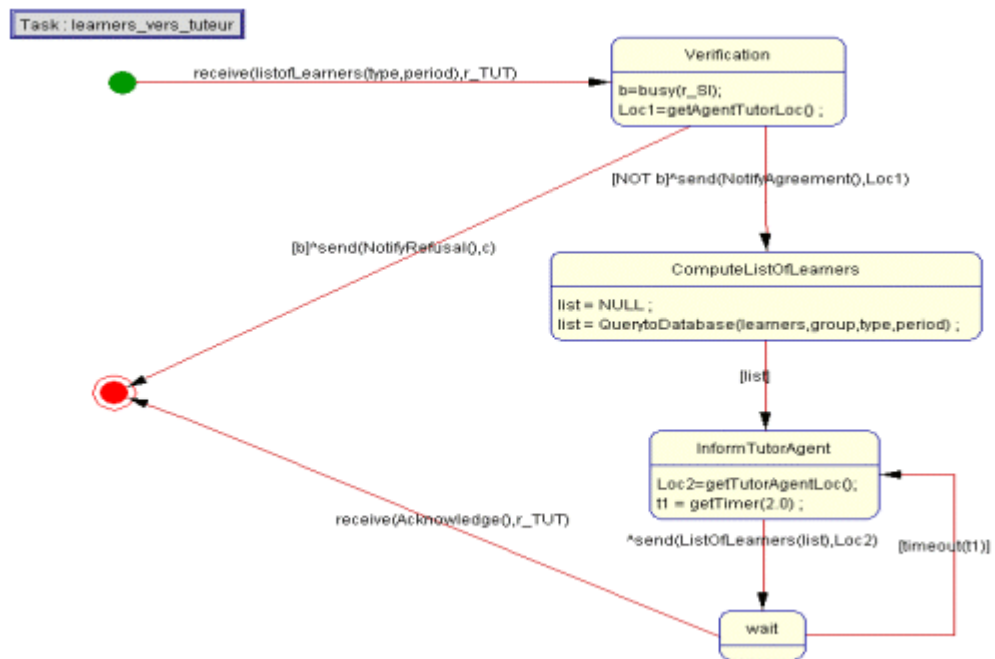 Task : learners_vers_tuteur
receive(listofLearners(type,period),r_TUT)
Verification
b=busy(r_SI);
Loc1=getAgentTutorLoc() ;
[NOT b]^send(NotifyAgreement(),Loc1)
[b]^send(NotifyRefusal(),c)
ComputeListOfLearners
list = NULL ;
list = QuerytoDatabase(learners,group,type,period) ;
[list]
InformTutorAgent
Loc2=getTutorAgentLoc();
t1 = getTimer(2.0) ;
receive(Acknowledge(),r_TUT)
^send(ListOfLearners(list),Loc2)
[timeout(t1)]
wait